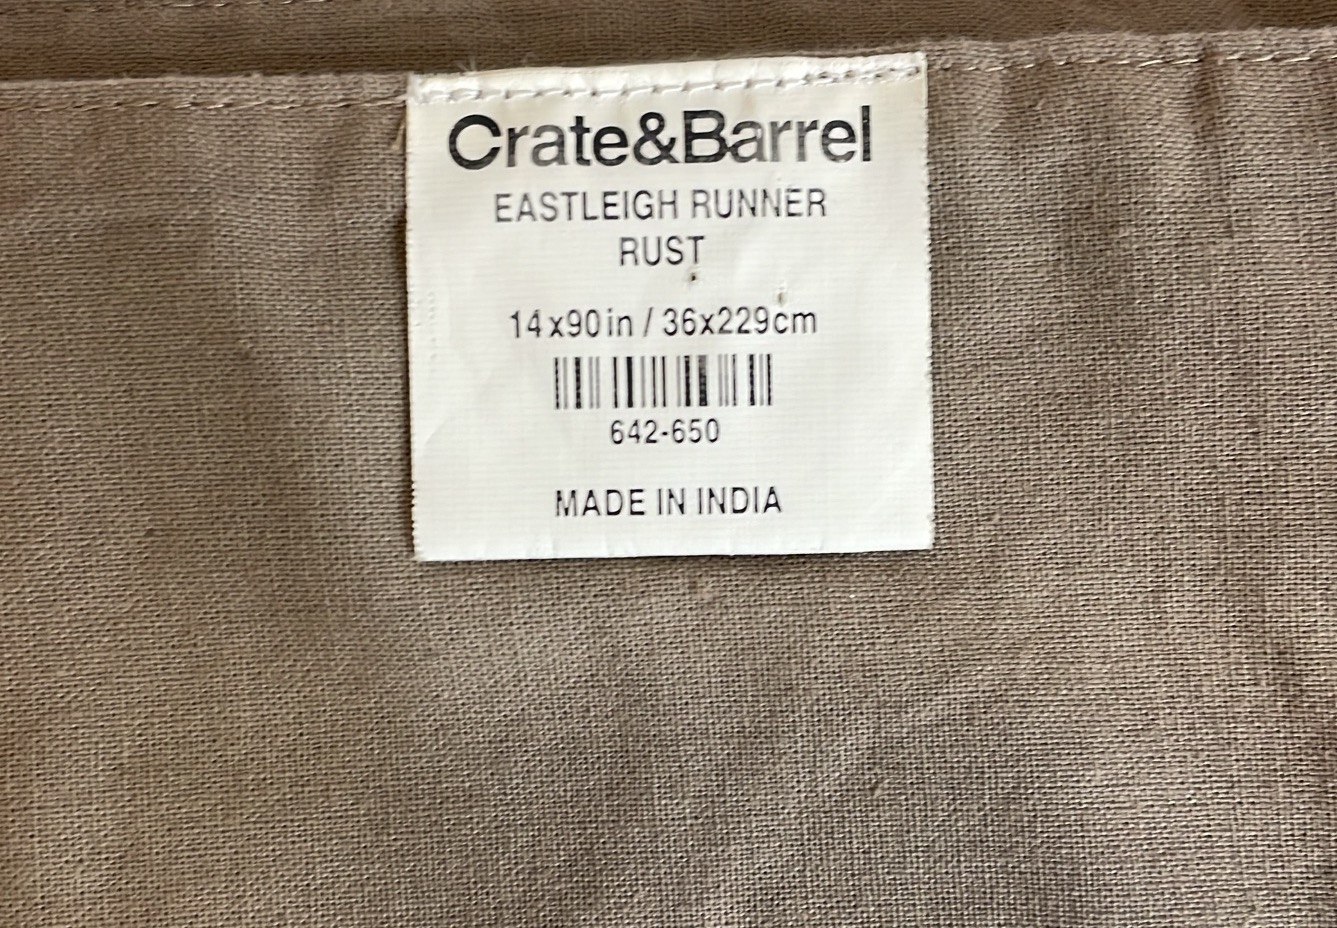 Crate&Barrel
EASTLEIGH RUNNER
RUST
14x90in / 36x229cm
642-650
MADE IN INDIA